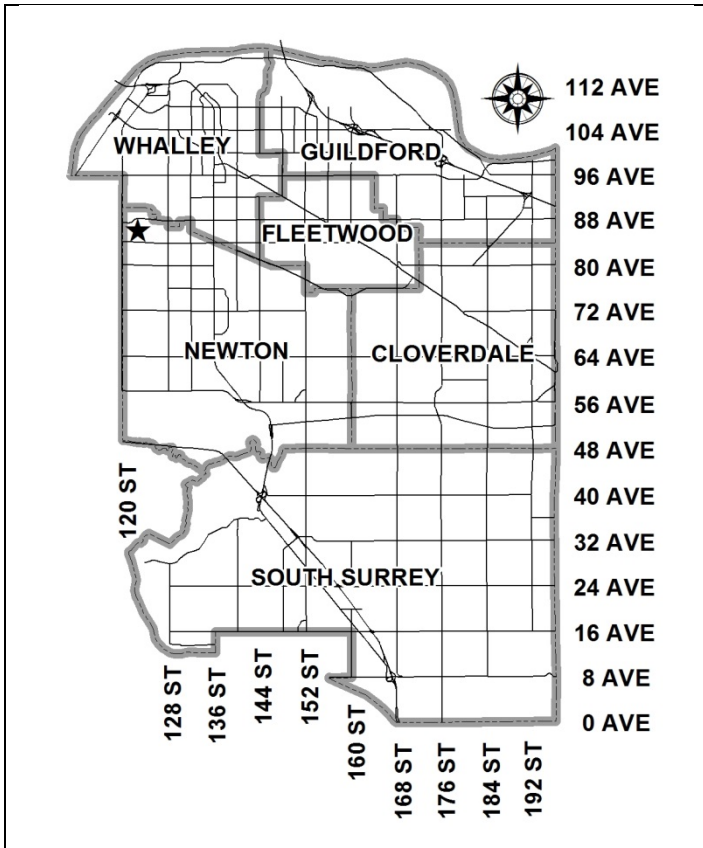 112 AVE
104 AVE
WHALLEY
GUILDFORD
96 AVE
88 AVE
FLEETWOOD
80 AVE
72 AVE
NEWTON
CLOVERDALE
64 AVE
56 AVE
48 AVE
120 ST
40 AVE
32 AVE
SOUTH SURREY
24 AVE
16 AVE
8 AVE
0 AVE
128 ST
136 ST
144 ST
152 ST
160 ST
168 ST
176 ST
184 ST
192 ST